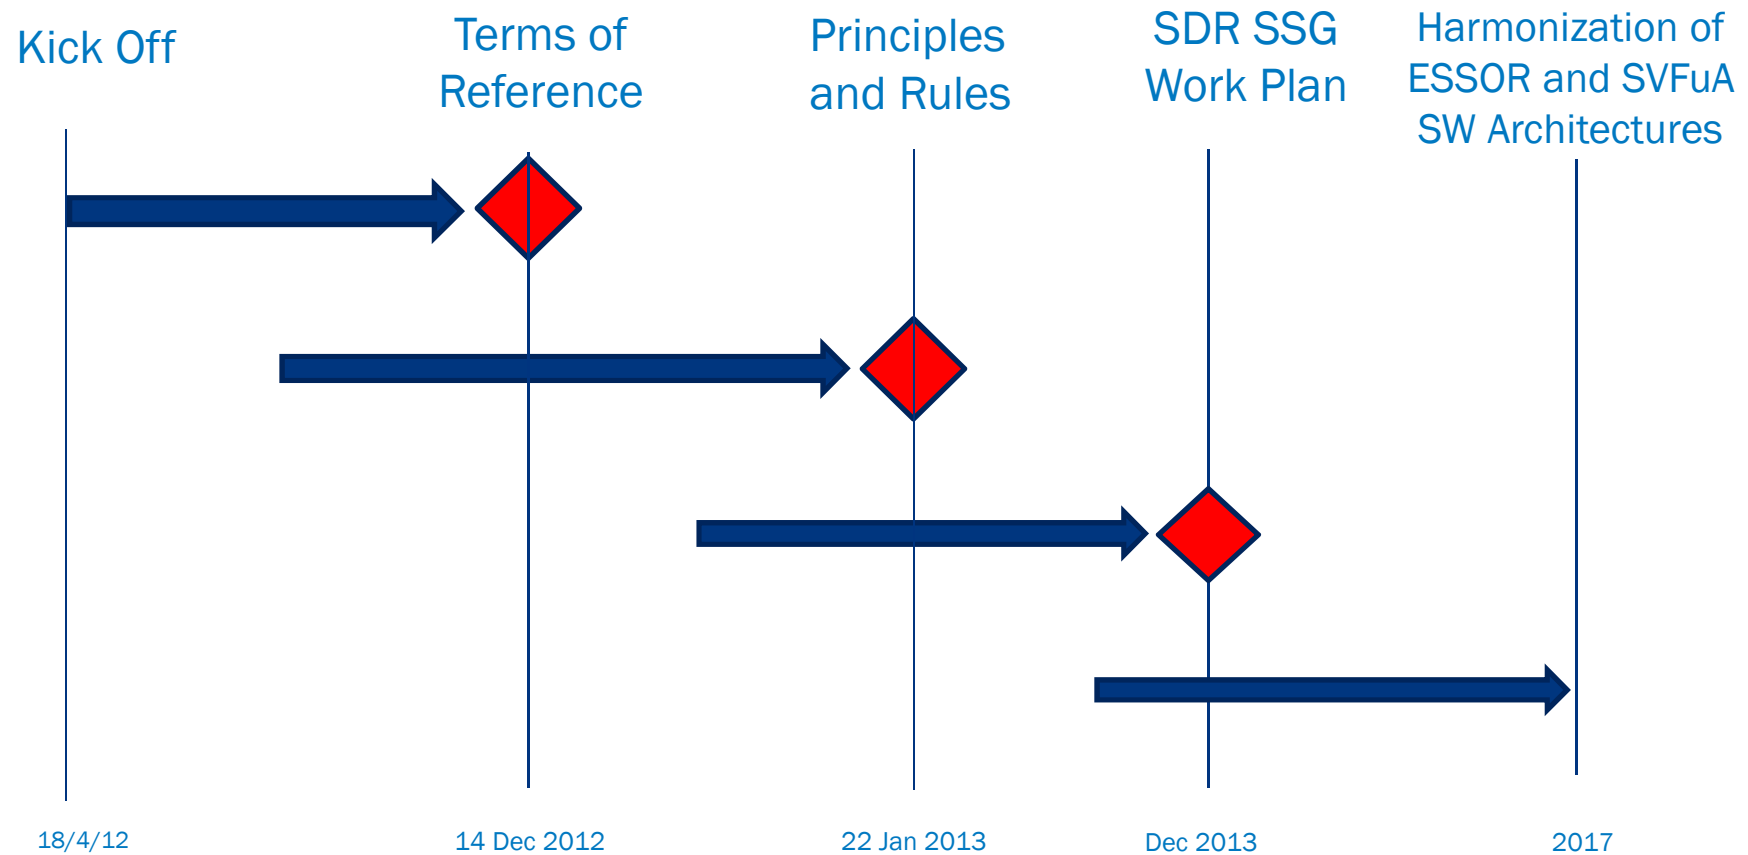 Kick Off
Terms of
Reference
Principles
and Rules
SDR SSG
Work Plan
Harmonization of
ESSOR and SVFuA
SW Architectures
18/4/12
14 Dec 2012
22 Jan 2013
Dec 2013
2017